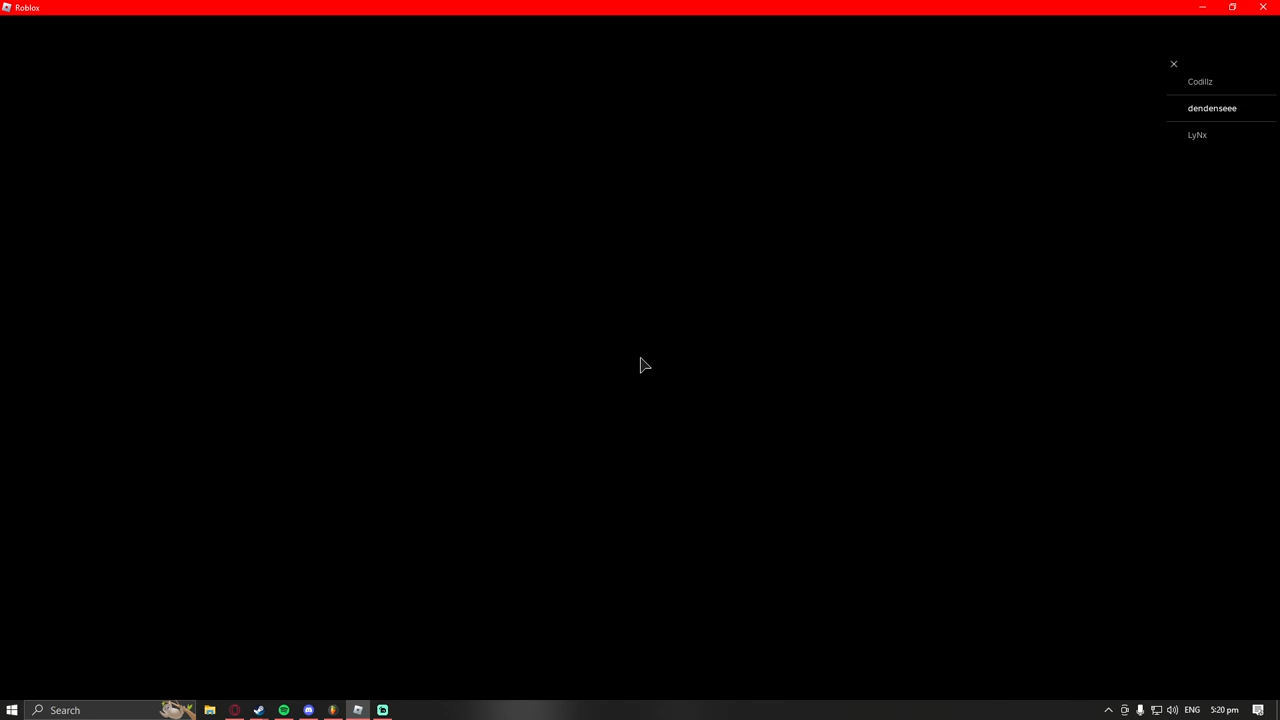 Roblox
Codillz
dendenseee
LyNx
Search
ENG
5:20 pm